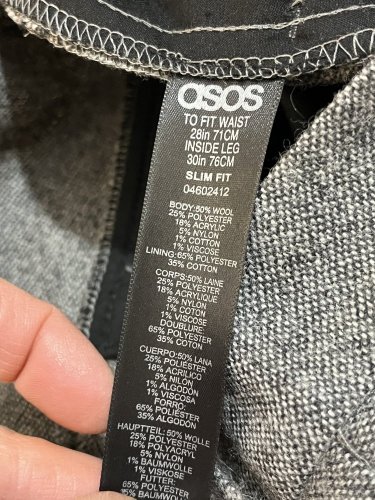 asos
TO FIT WAIST
28in 71CM
INSIDE LEG
30in 76CM
SLIM FIT
04602412
BODY:50% WOOL
25% POLYESTER
18% ACRYLIC
5% NYLON
1% COTTON
1% VISCOSE
LINING:65% POLYESTER
35% COTTON
CORPS:50% LAINE
25% POLYESTER
18% ACRYLIQUE
5% NYLON
1% COTON
1% VISCOSE
DOUBLURE:
65% POLYESTER
35% COTON
CUERPO:50% LANA
25% POLIÉSTER
18% ACRÍLICO
5% NILÓN
1% ALGODÓN
1% VISCOSA
FORRO:
65% POLIÉSTER
35% ALGODÓN
HAUPTTEIL:50% WOLLE
25% POLYESTER
18% POLYACRYL
5% NYLON
1% BAUMWOLLE
1% VISKOSE
FUTTER:
65% POLYESTER
35% BAUMWOLLE